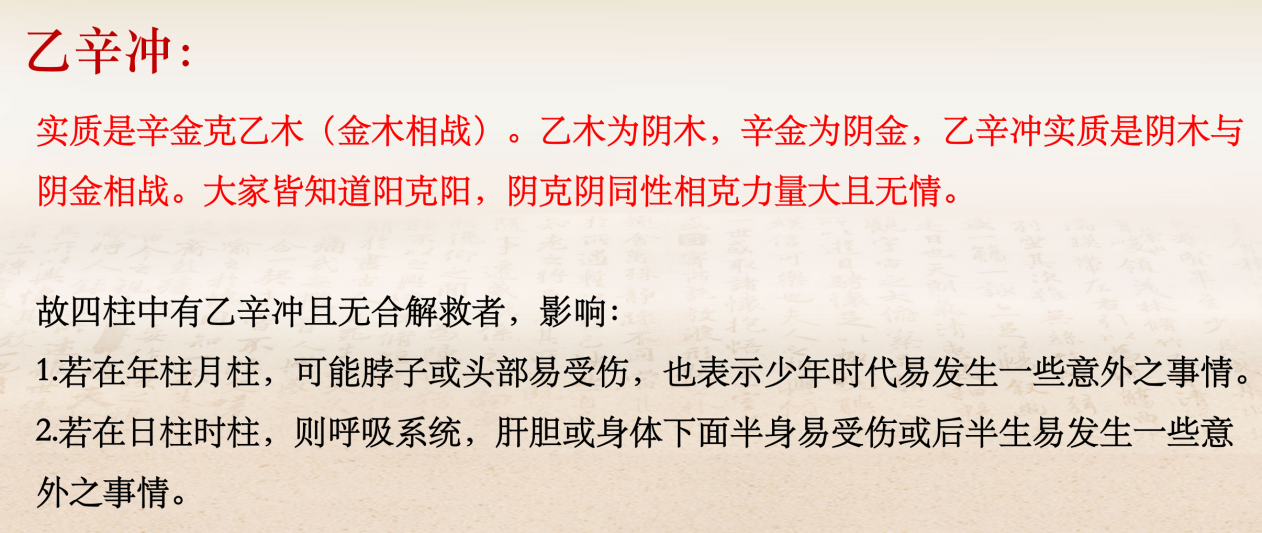 乙辛冲：
实质是辛金克乙木（金木相战）。乙木为阴木，辛金为阴金，乙辛冲实质是阴木与
阴金相战。大家皆知道阳克阳，阴克阴同性相克力量大且无情。
故四柱中有乙辛冲且无合解救者，影响：
1.若在年柱月柱，可能脖子或头部易受伤，也表示少年时代易发生一些意外之事情。
2.若在日柱时柱，则呼吸系统，肝胆或身体下面半身易受伤或后半生易发生一些意
外之事情。